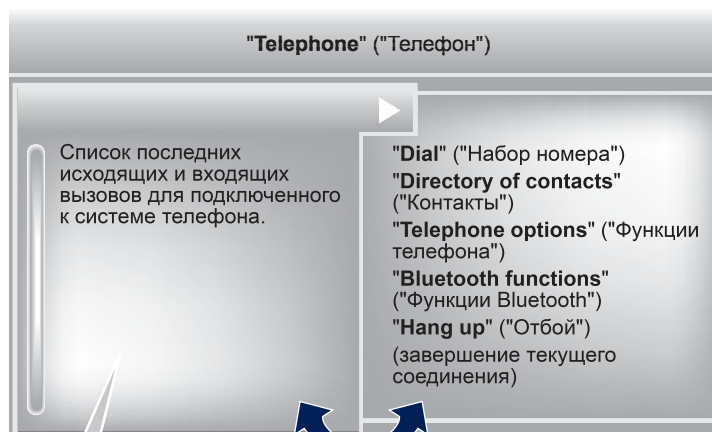 "Telephone" ("Телефон")
Список последних
исходящих и входящих
вызовов для подключенного
к системе телефона.
"Dial" ("Набор номера")
"Directory of contacts"
("Контакты")
"Telephone options" ("Функции
телефона")
"Bluetooth functions"
("Функции Bluetooth")
"Hang up" ("Отбой")
(завершение текущего
соединения)